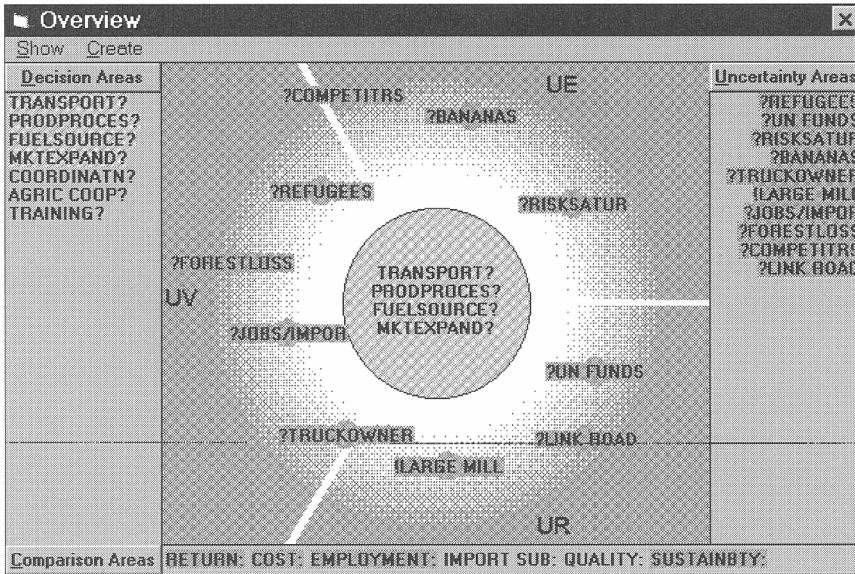 Overview
Show Create
Decision Areas
TRANSPORT?
PRODPROCES?
FUELSOURCE?
MKTEXPAND?
COORDINATN?
AGRIC COOP?
TRAINING?
UE
?COMPETITRS
?BANANAS
?REFUGEES
?RISKSATUR
?FORESTLOSS
TRANSPORT?
PRODPROCES?
FUELSOURCE?
MKTEXPAND?
UV
?JOBS/IMPOR
?UN FUNDS
?TRUCKOWNER
?LINK ROAD
!LARGE MILL
UR
Uncertainty Areas
?REFUGEES
?UN FUNDS
?RISKSATUR
?BANANAS
?TRUCKOWNER
!LARGE MILL
?JOBS/IMPOR
?FORESTLOSS
?COMPETITRS
?LINK ROAD
Comparison Areas RETURN: COST: EMPLOYMENT: IMPORT SUB: QUALITY: SUSTAINBTY: